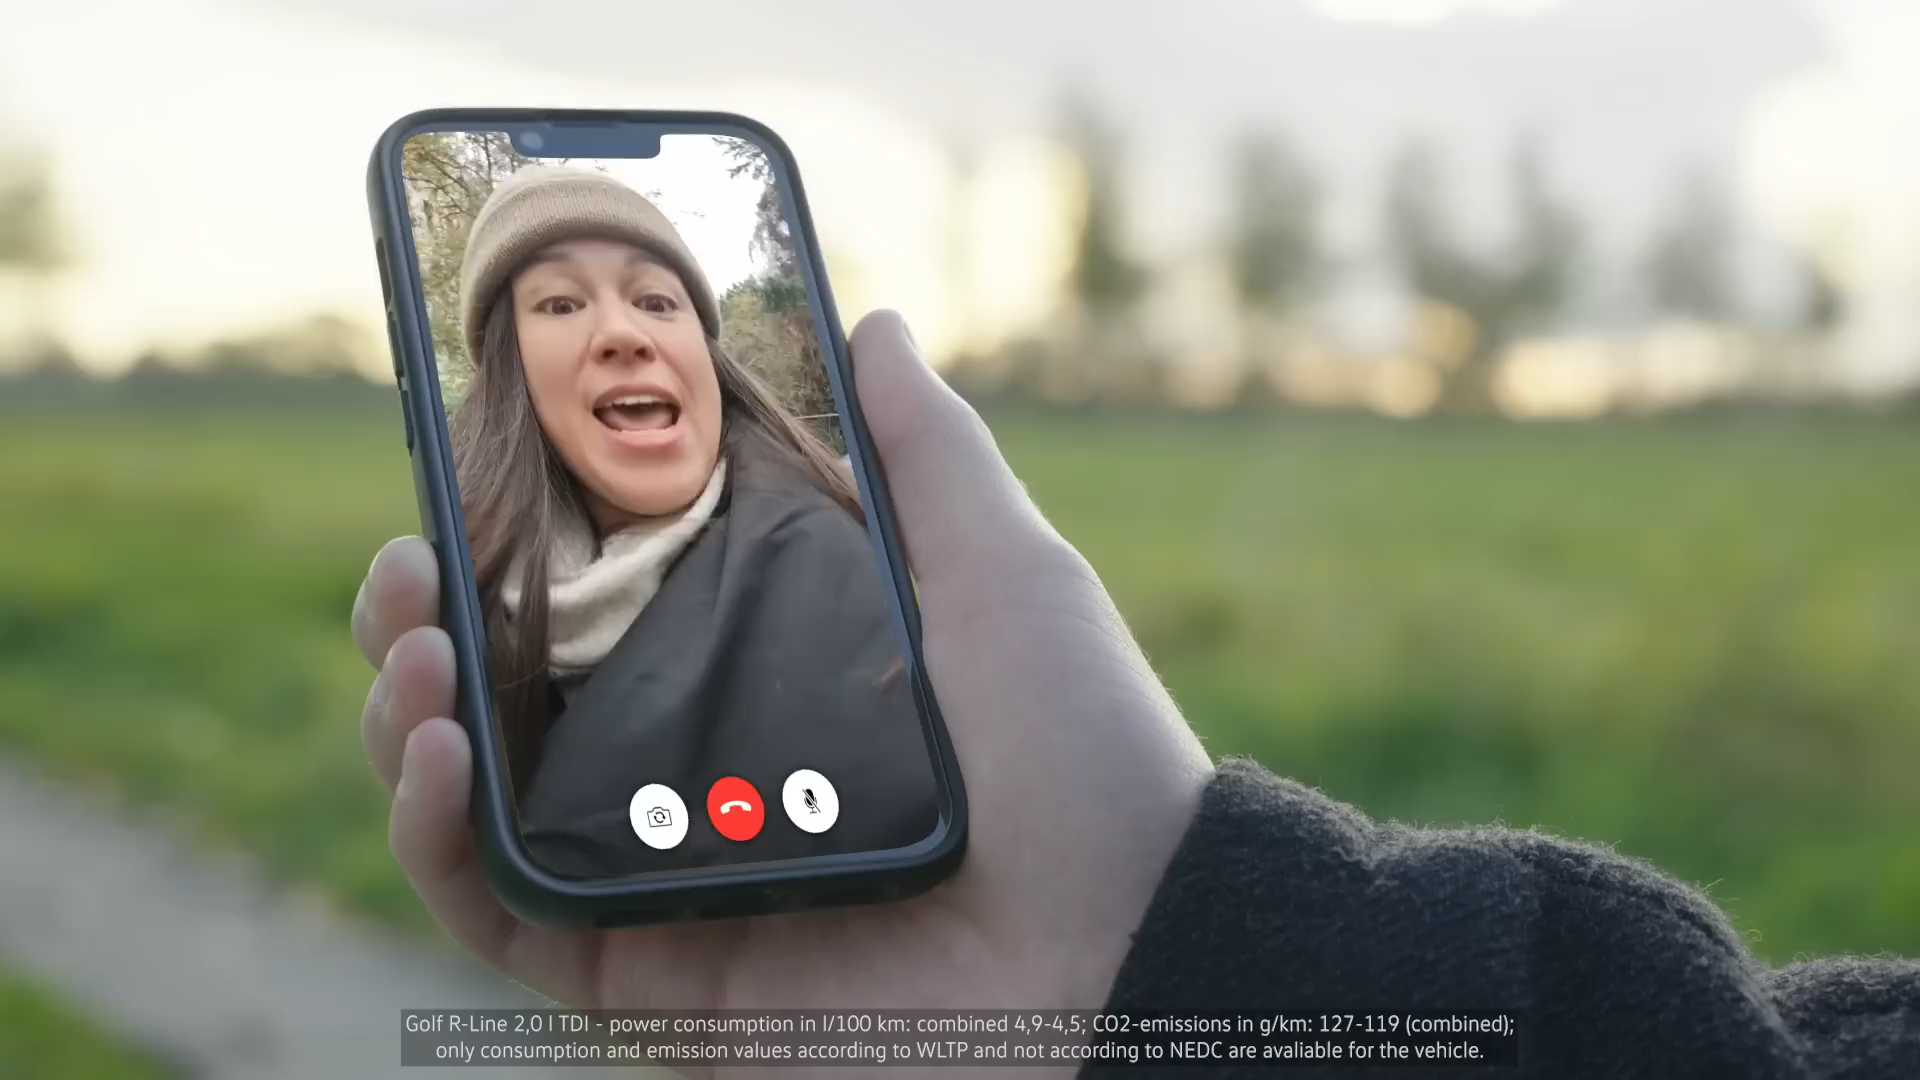 Golf R-Line 2,0 l TDI - power consumption in l/100 km: combined 4,9-4,5; CO2-emissions in g/km: 127-119 (combined);
only consumption and emission values according to WLTP and not according to NEDC are avaliable for the vehicle.